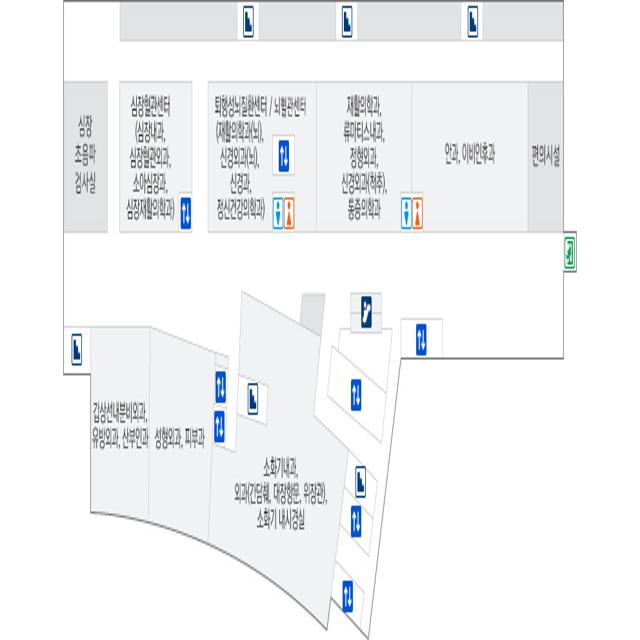 심장
초음파
검사실
심장혈관센터
(심장내과,
심장혈관외과,
소아심장과,
심장재활의학과)
퇴행성뇌질환센터 / 뇌혈관센터
(재활의학과(뇌),
신경외과(뇌),
신경과,
정신건강의학과)
재활의학과,
류마티스내과,
정형외과,
신경외과(척추),
통증의학과
안과, 이비인후과
편의시설
갑상선내분비외과,
유방외과, 산부인과
성형외과, 피부과
소화기내과,
외과(간담췌, 대장항문, 위장관),
소화기 내시경실